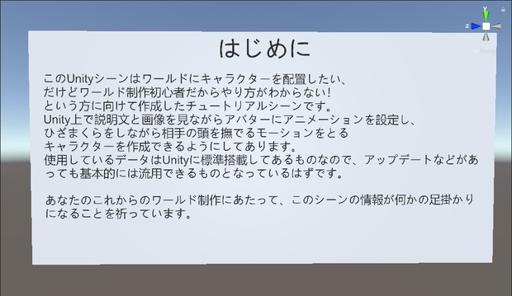 はじめに
このUnityシーンはワールドにキャラクターを配置したい、
だけどワールド制作初心者だからやり方がわからない!
という方に向けて作成したチュートリアルシーンです。
Unity上で説明文と画像を見ながらアバターにアニメーションを設定し、
ひざまくらをしながら相手の頭を撫でるモーションをとる
キャラクターを作成できるようにしてあります。
使用しているデータはUnityに標準搭載してあるものなので、アップデートなどがあ
っても基本的には流用できるものとなっているはずです。
あなたのこれからのワールド制作にあたって、このシーンの情報が何かの足掛かり
になることを祈っています。